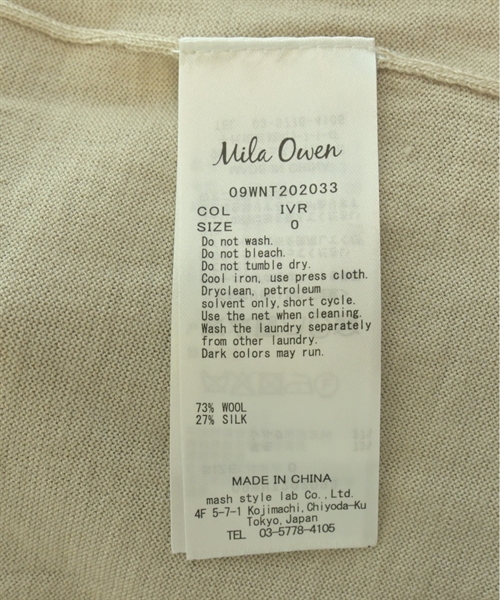 Mila Owen
09WNT202033
COL IVR
SIZE 0
Do not wash.
Do not bleach.
Do not tumble dry.
Cool iron, use press cloth.
Dryclean, petroleum
solvent only, short cycle.
Use the net when cleaning.
Wash the laundry separately
from other laundry.
Dark colors may run.
73% WOOL
27% SILK
MADE IN CHINA
mash style lab Co., Ltd.
4F 5-7-1 Kojimachi, Chiyoda-Ku
Tokyo, Japan
TEL 03-5778-4105